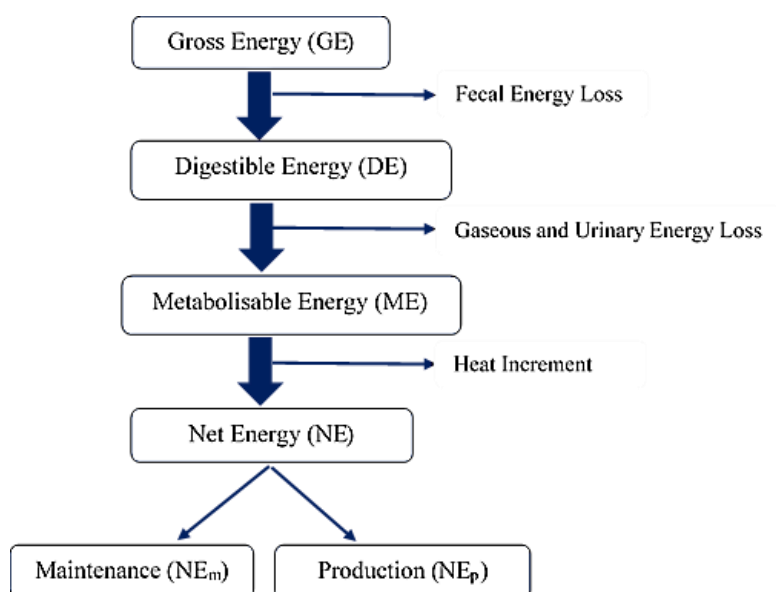 Gross Energy (GE)
Fecal Energy Loss
Digestible Energy (DE)
Gaseous and Urinary Energy Loss
Metabolisable Energy (ME)
Heat Increment
Net Energy (NE)
Maintenance (NEm)
Production (NEp)